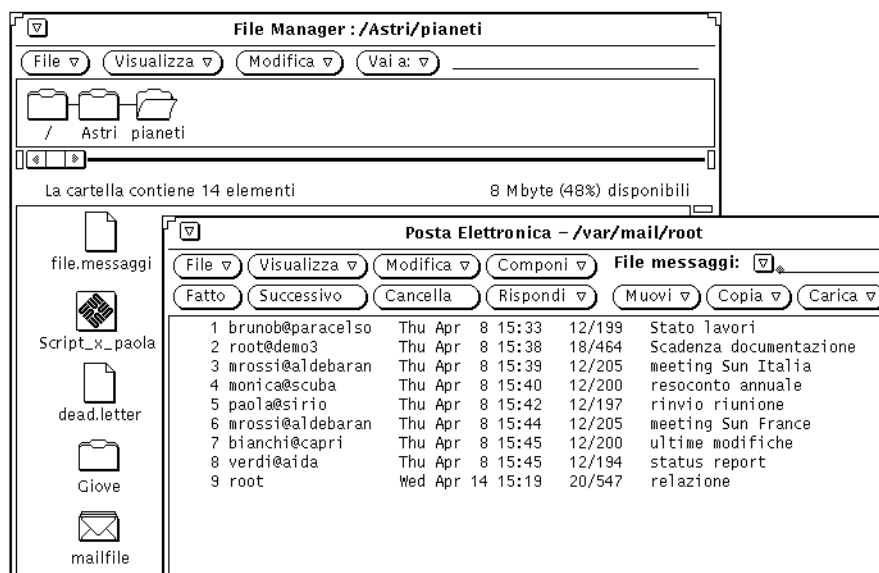 File Manager : /Astri/pianeti
File Visualizza Modifica Vai a:
/ Astri pianeti
La cartella contiene 14 elementi 8 Mbyte (48%) disponibili
file.messaggi
Script_x_paola
dead.letter
Giove
mailfile
Posta Elettronica – /var/mail/root
File Visualizza Modifica Componi File messaggi:
Fatto Successivo Cancella Rispondi Muovi Copia Carica
1 brunob@paracelso Thu Apr 8 15:33 12/199 Stato lavori
2 root@demo3 Thu Apr 8 15:38 18/464 Scadenza documentazione
3 mrossi@aldebaran Thu Apr 8 15:39 12/205 meeting Sun Italia
4 monica@scuba Thu Apr 8 15:40 12/200 resoconto annuale
5 paola@sirio Thu Apr 8 15:42 12/197 rinvio riunione
6 mrossi@aldebaran Thu Apr 8 15:44 12/205 meeting Sun France
7 bianchi@capri Thu Apr 8 15:45 12/200 ultime modifiche
8 verdi@aida Thu Apr 8 15:45 12/194 status report
9 root Wed Apr 14 15:19 20/547 relazione